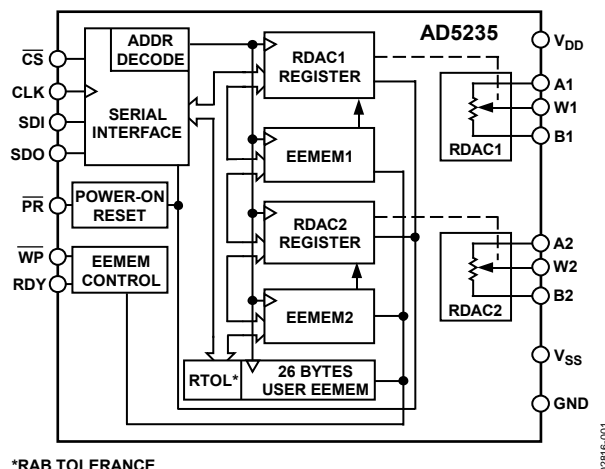 AD5235
ADDR
DECODE
SERIAL
INTERFACE
CS
CLK
SDI
SDO
PR
WP
RDY
POWER-ON
RESET
EEMEM
CONTROL
RDAC1
REGISTER
EEMEM1
RDAC2
REGISTER
EEMEM2
RTOL*
26 BYTES
USER EEMEM
RDAC1
RDAC2
VDD
A1
W1
B1
A2
W2
B2
VSS
GND
*RAB TOLERANCE
02816-001